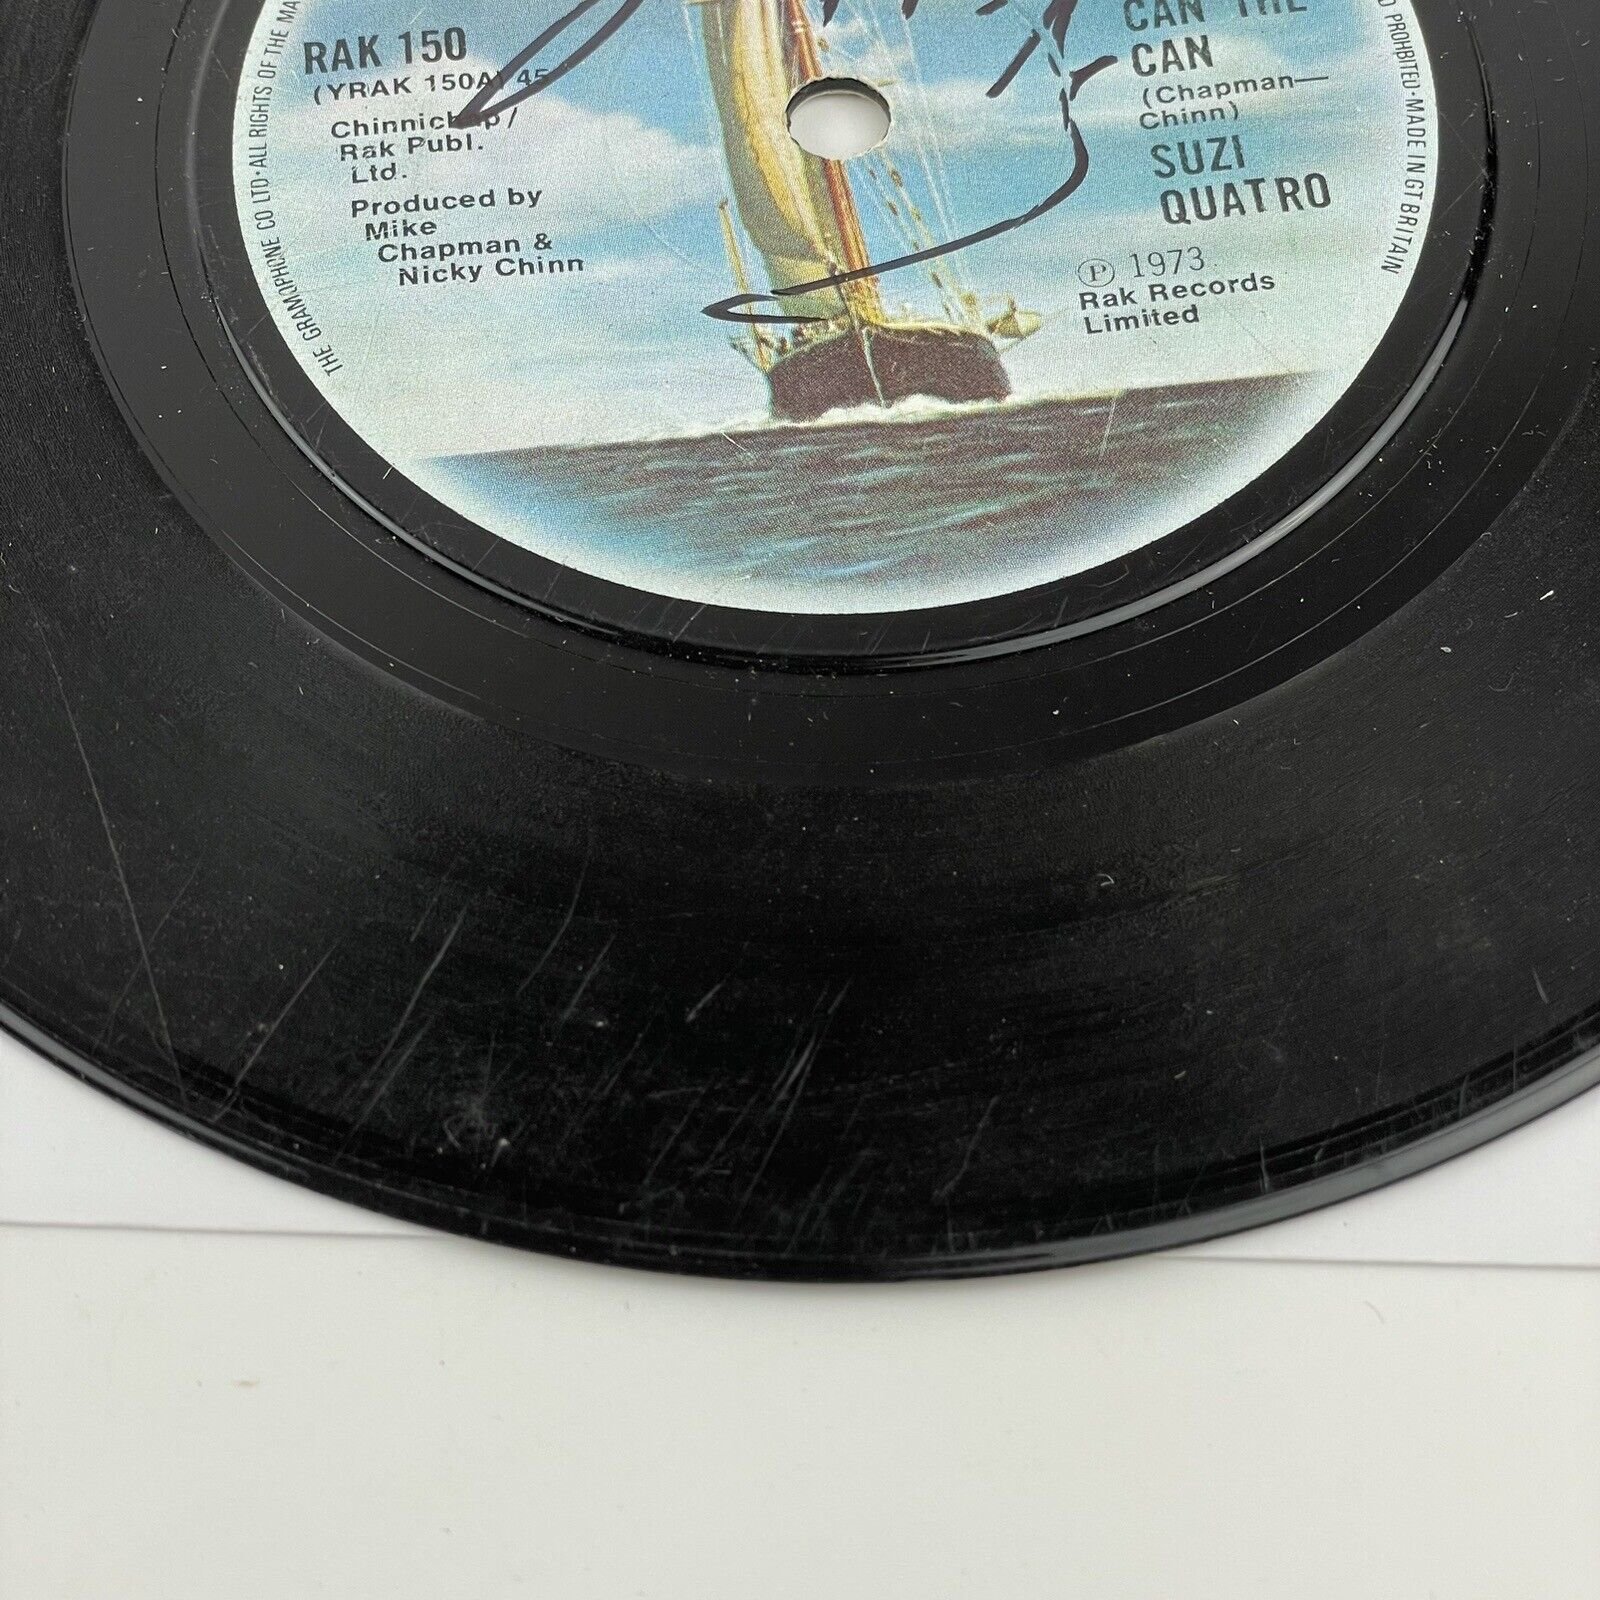 RAK 150
(YRAK 150A) 45
Chinnichap/
Rak Publ.
Ltd.
Produced by
Mike
Chapman &
Nicky Chinn
CAN THE
CAN
(Chapman—
Chinn)
SUZI
QUATRO
Ⓟ 1973
Rak Records
Limited
THE GRAMOPHONE CO LTD·ALL RIGHTS OF THE
PROHIBITED·MADE IN GT BRITAIN